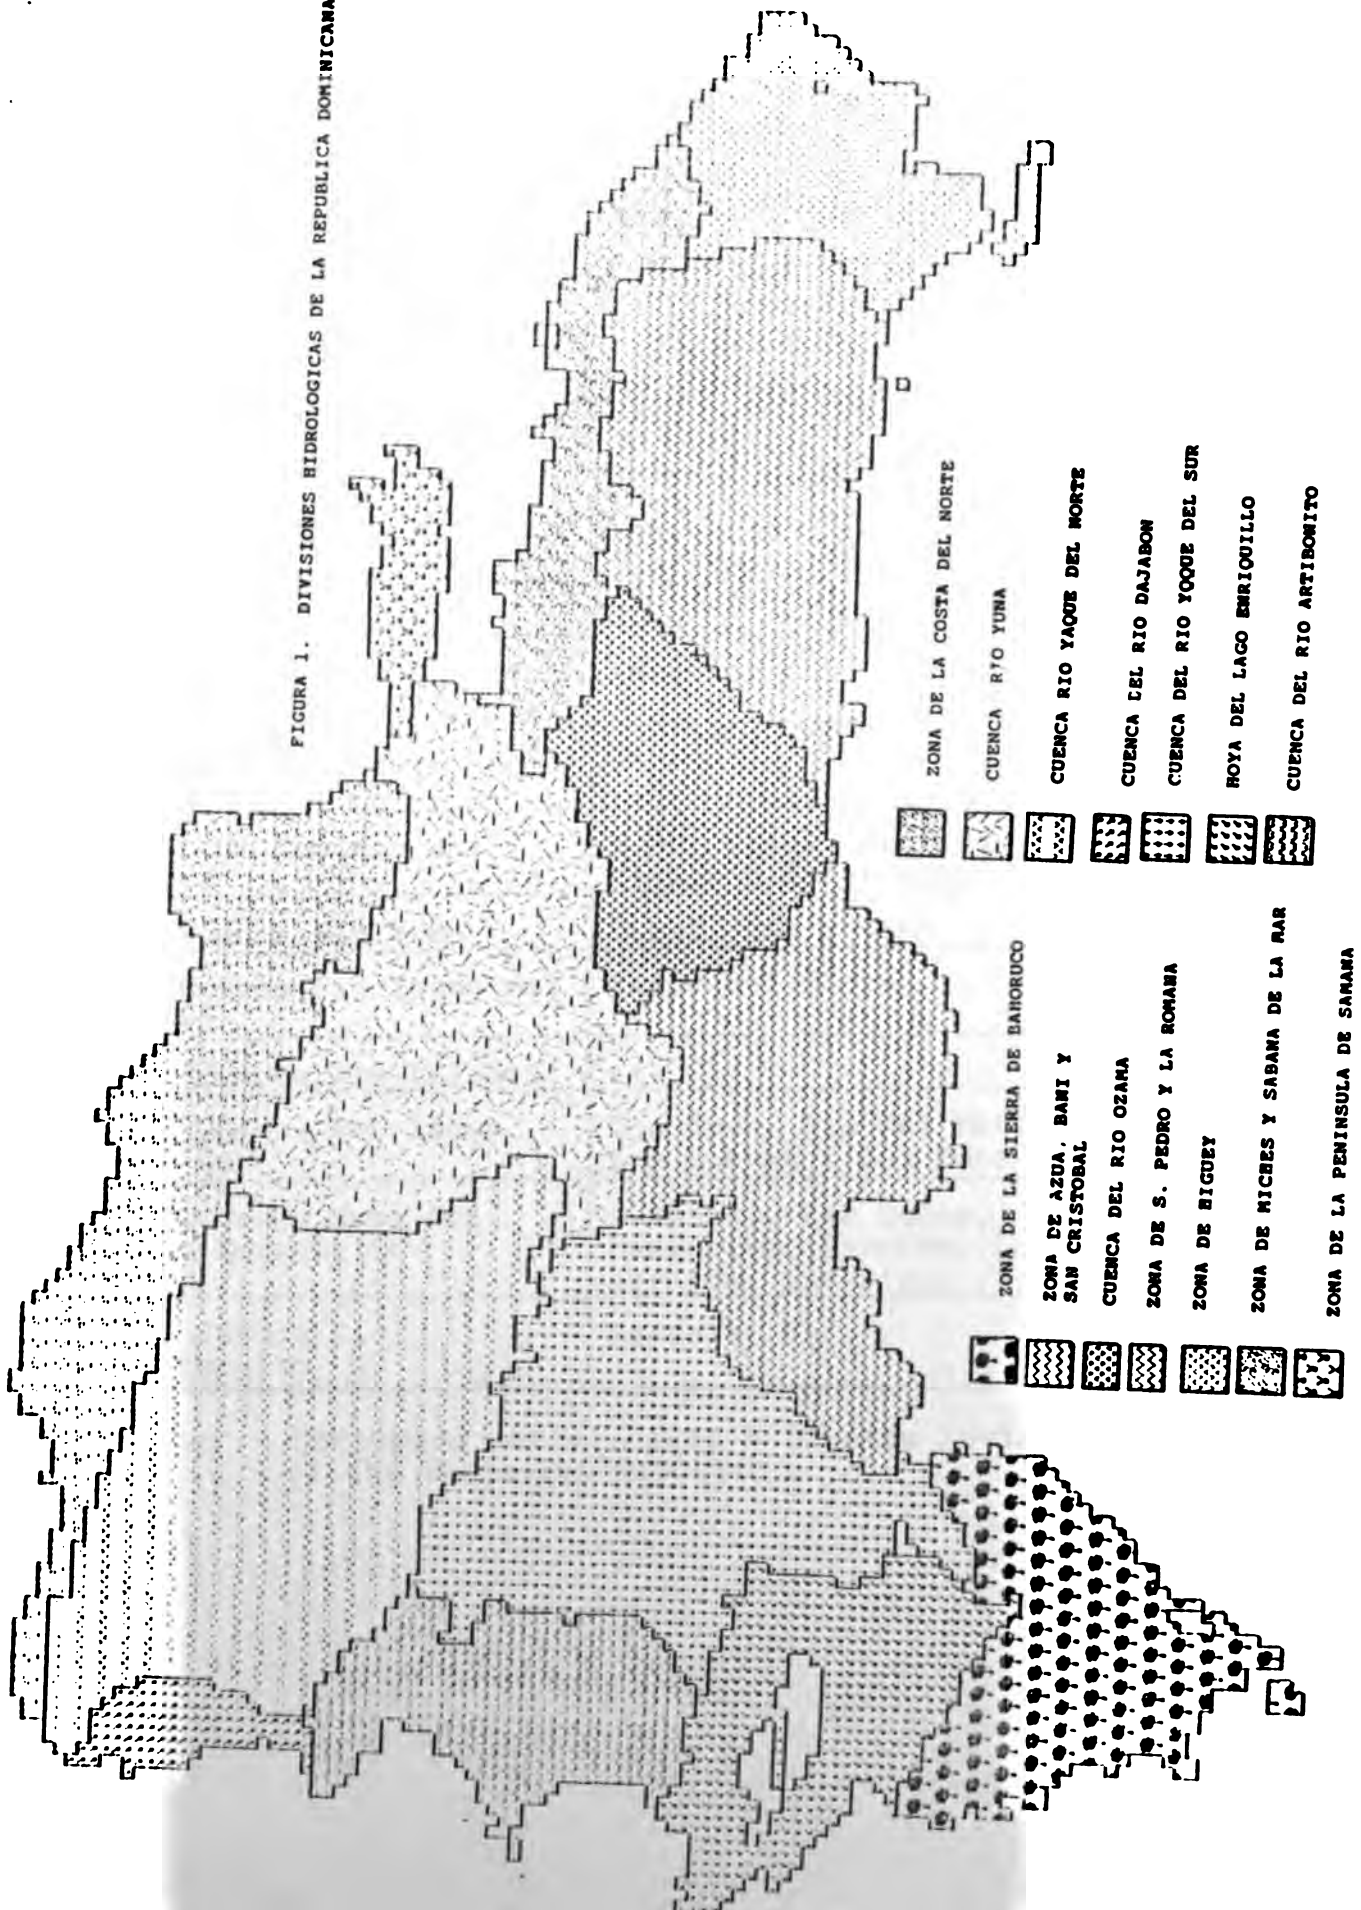 FIGURA 1. DIVISIONES HIDROLOGICAS DE LA REPUBLICA DOMINICANA
ZONA DE LA SIERRA DE BAHORUCO
ZONA DE AZUA, BANI Y
SAN CRISTOBAL
CUENCA DEL RIO OZAMA
ZONA DE S. PEDRO Y LA ROMANA
ZONA DE HIGUEY
ZONA DE MICHES Y SABANA DE LA MAR
ZONA DE LA PENINSULA DE SAMANA
ZONA DE LA COSTA DEL NORTE
CUENCA RIO YUNA
CUENCA RIO YAQUE DEL NORTE
CUENCA DEL RIO DAJABON
CUENCA DEL RIO YOQUE DEL SUR
HOYA DEL LAGO ENRIQUILLO
CUENCA DEL RIO ARTIBONITO